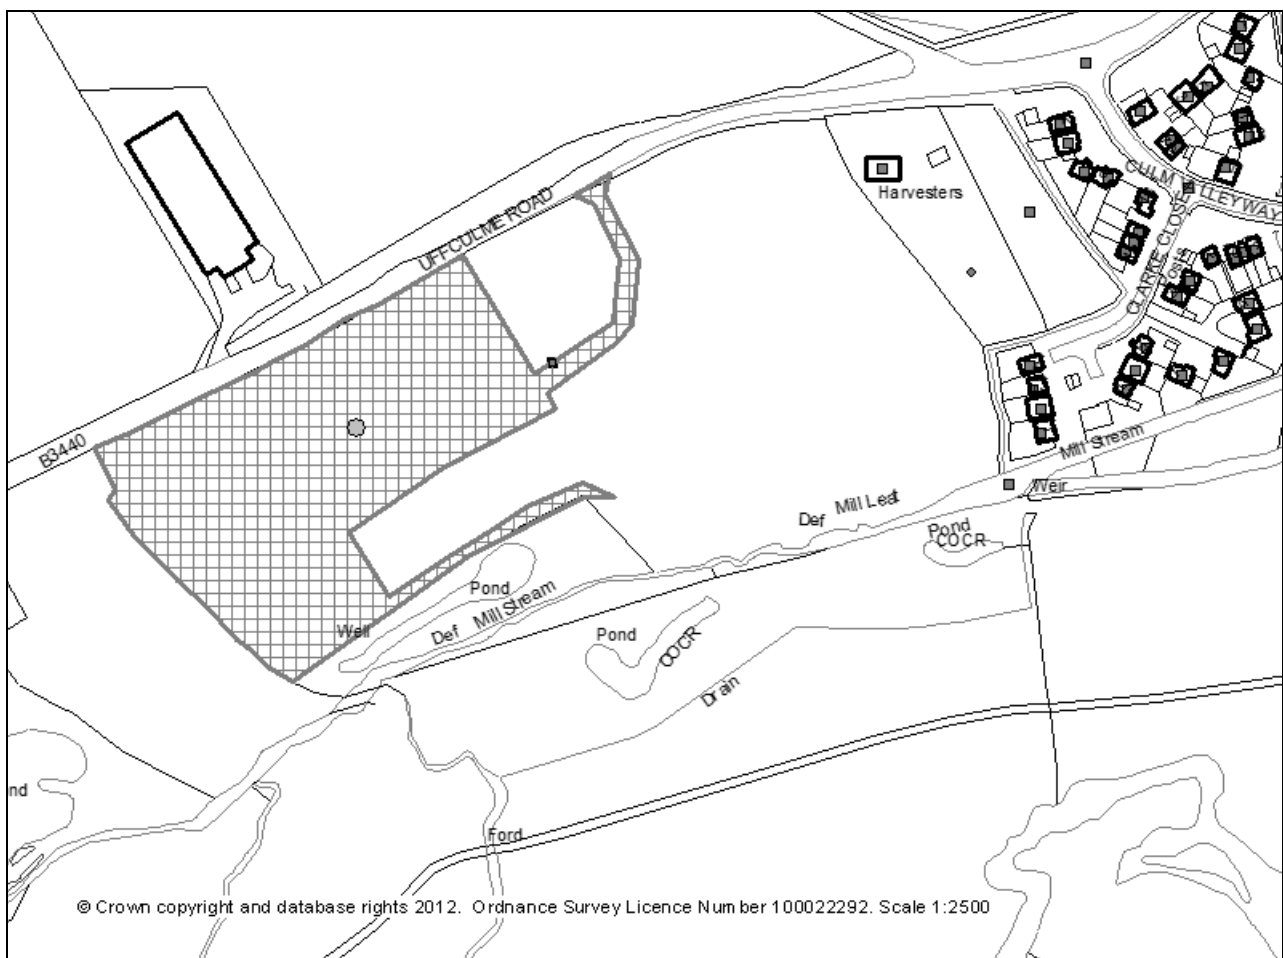 Harvesters
CULM VALLEY WAY
CLARKE CLOSE
Posts
UFFCULME ROAD
B3440
Mill Stream
Weir
Mill Leat
Def
Pond
COCR
Pond
Mill Stream
Def
Well
Pond
COCR
Drain
nd
Ford
© Crown copyright and database rights 2012. Ordnance Survey Licence Number 100022292. Scale 1:2500